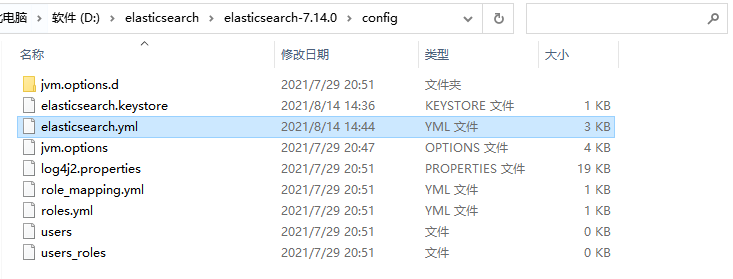 电脑 > 软件 (D:) > elasticsearch > elasticsearch-7.14.0 > config
名称 修改日期 类型 大小
jvm.options.d 2021/7/29 20:51 文件夹
elasticsearch.keystore 2021/8/14 14:36 KEYSTORE 文件 1 KB
elasticsearch.yml 2021/8/14 14:44 YML 文件 3 KB
jvm.options 2021/7/29 20:47 OPTIONS 文件 4 KB
log4j2.properties 2021/7/29 20:51 PROPERTIES 文件 19 KB
role_mapping.yml 2021/7/29 20:51 YML 文件 1 KB
roles.yml 2021/7/29 20:51 YML 文件 1 KB
users 2021/7/29 20:51 文件 0 KB
users_roles 2021/7/29 20:51 文件 0 KB